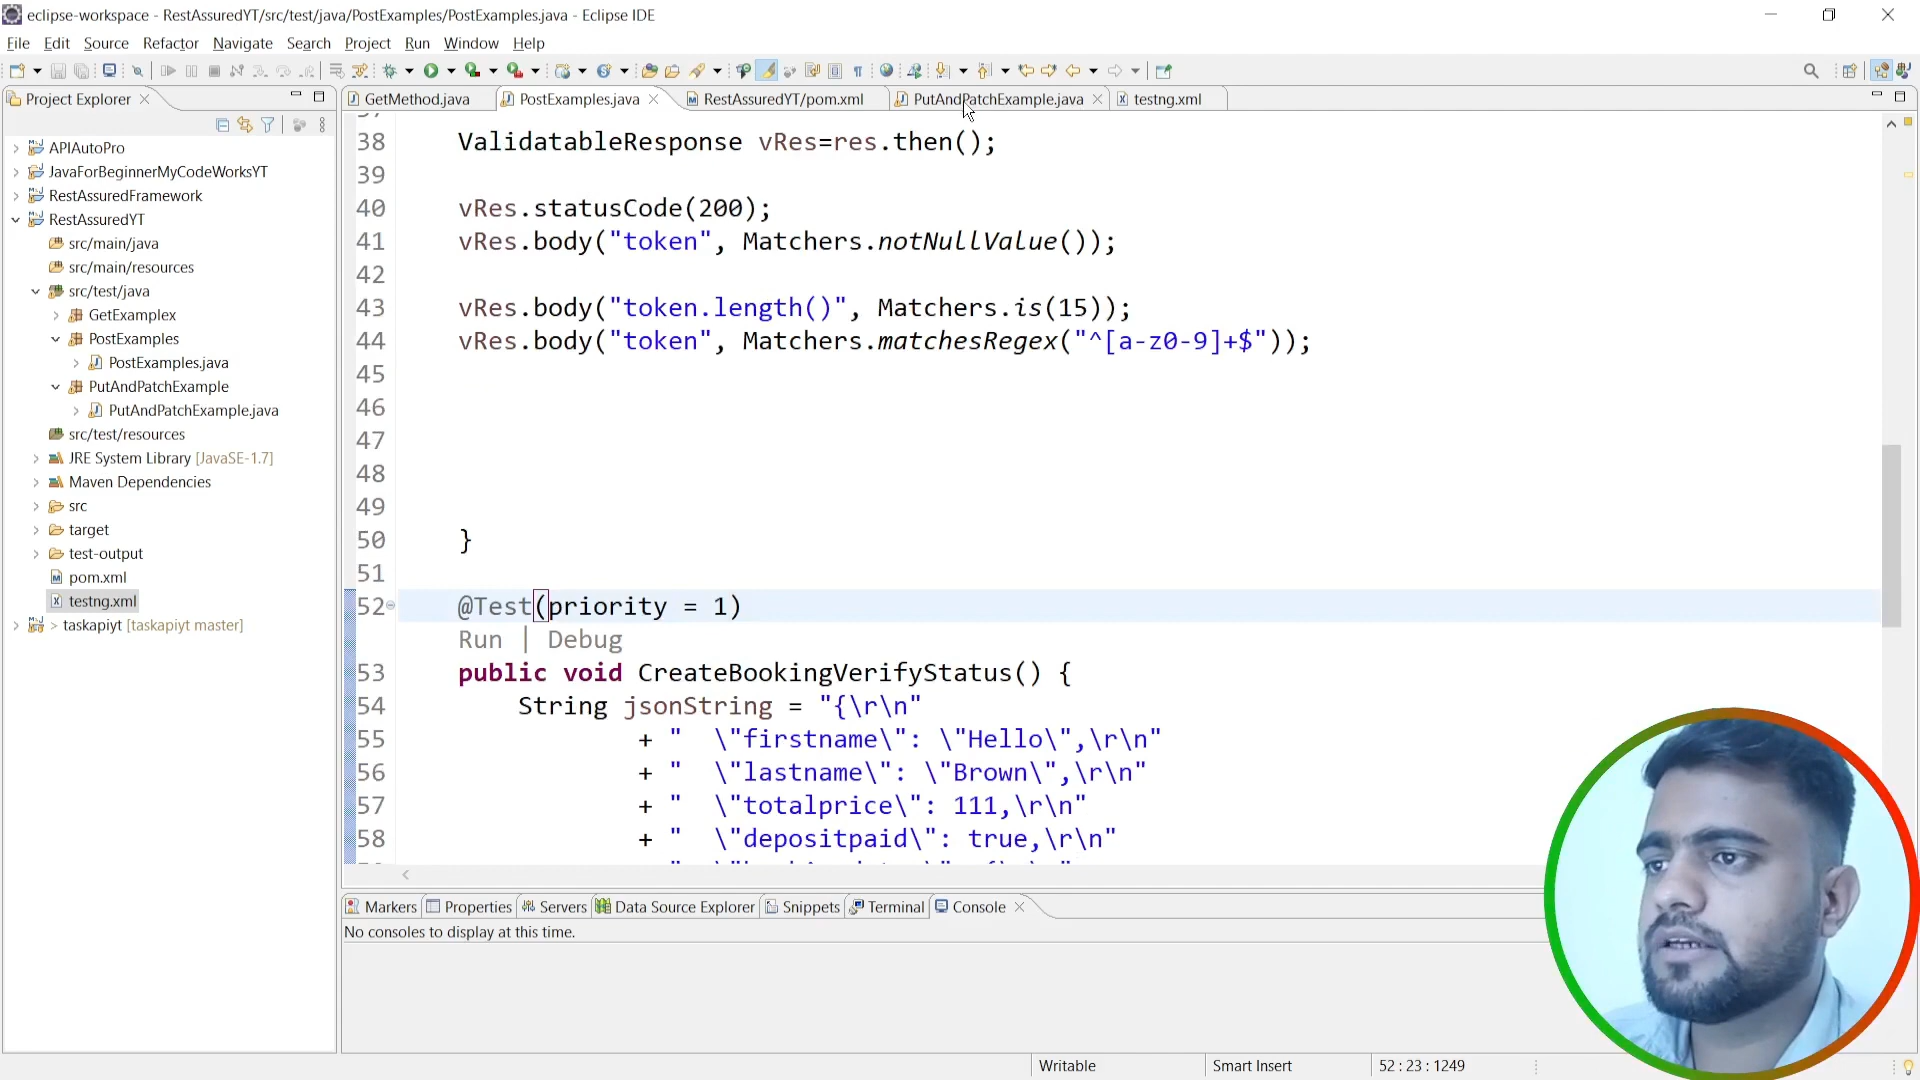 eclipse-workspace - RestAssuredYT/src/test/java/PostExamples/PostExamples.java - Eclipse IDE
File Edit Source Refactor Navigate Search Project Run Window Help
Project Explorer
GetMethod.java PostExamples.java RestAssuredYT/pom.xml PutAndPatchExample.java testng.xml
APIAutoPro
JavaForBeginnerMyCodeWorksYT
RestAssuredFramework
RestAssuredYT
src/main/java
src/main/resources
src/test/java
GetExamplex
PostExamples
PostExamples.java
PutAndPatchExample
PutAndPatchExample.java
src/test/resources
JRE System Library [JavaSE-1.7]
Maven Dependencies
src
target
test-output
pom.xml
testng.xml
> taskapiyt [taskapiyt master]
38 ValidatableResponse vRes=res.then();
39
40 vRes.statusCode(200);
41 vRes.body("token", Matchers.notNullValue());
42
43 vRes.body("token.length()", Matchers.is(15));
44 vRes.body("token", Matchers.matchesRegex("^[a-z0-9]+$"));
45
46
47
48
49
50 }
51
52 @Test(priority = 1)
Run | Debug
53 public void CreateBookingVerifyStatus() {
54 String jsonString = "{\r\n"
55 + " \"firstname\": \"Hello\",\r\n"
56 + " \"lastname\": \"Brown\",\r\n"
57 + " \"totalprice\": 111,\r\n"
58 + " \"depositpaid\": true,\r\n"
Markers Properties Servers Data Source Explorer Snippets Terminal Console
No consoles to display at this time.
Writable Smart Insert 52 : 23 : 1249